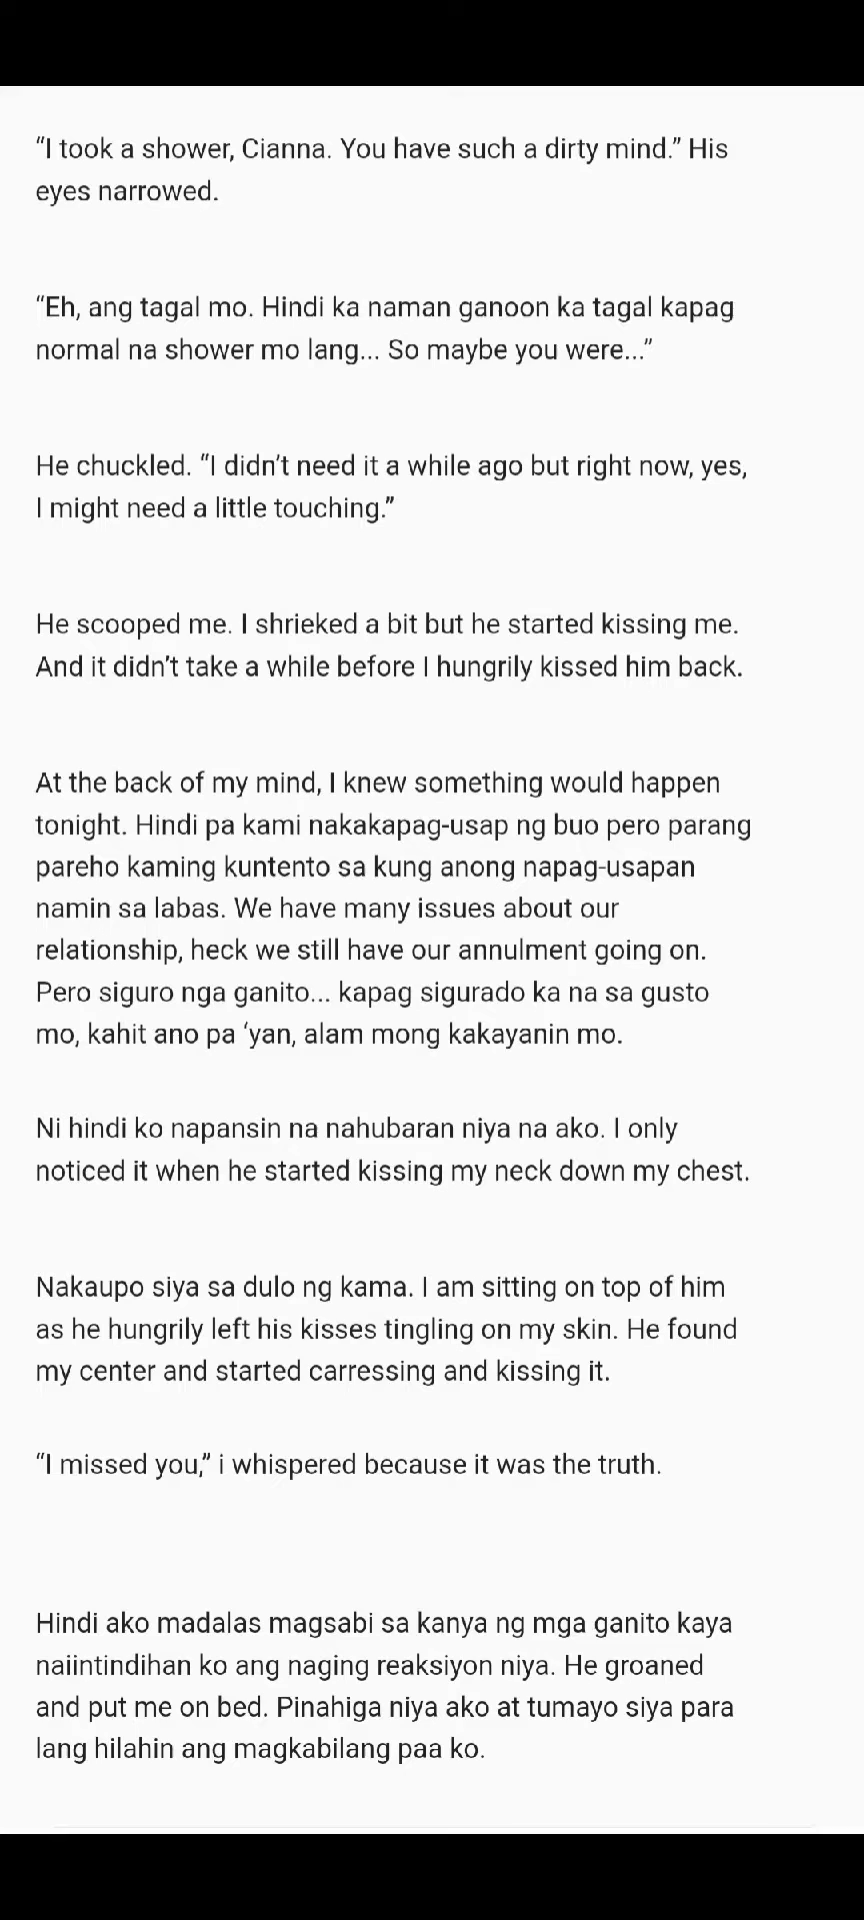 “I took a shower, Cianna. You have such a dirty mind.” His
eyes narrowed.
“Eh, ang tagal mo. Hindi ka naman ganoon ka tagal kapag
normal na shower mo lang... So maybe you were...”
He chuckled. “I didn’t need it a while ago but right now, yes,
I might need a little touching.”
He scooped me. I shrieked a bit but he started kissing me.
And it didn’t take a while before I hungrily kissed him back.
At the back of my mind, I knew something would happen
tonight. Hindi pa kami nakakapag-usap ng buo pero parang
pareho kaming kuntento sa kung anong napag-usapan
namin sa labas. We have many issues about our
relationship, heck we still have our annulment going on.
Pero siguro nga ganito... kapag sigurado ka na sa gusto
mo, kahit ano pa ‘yan, alam mong kakayanin mo.
Ni hindi ko napansin na nahubaran niya na ako. I only
noticed it when he started kissing my neck down my chest.
Nakaupo siya sa dulo ng kama. I am sitting on top of him
as he hungrily left his kisses tingling on my skin. He found
my center and started carressing and kissing it.
“I missed you,” i whispered because it was the truth.
Hindi ako madalas magsabi sa kanya ng mga ganito kaya
naiintindihan ko ang naging reaksiyon niya. He groaned
and put me on bed. Pinahiga niya ako at tumayo siya para
lang hilahin ang magkabilang paa ko.